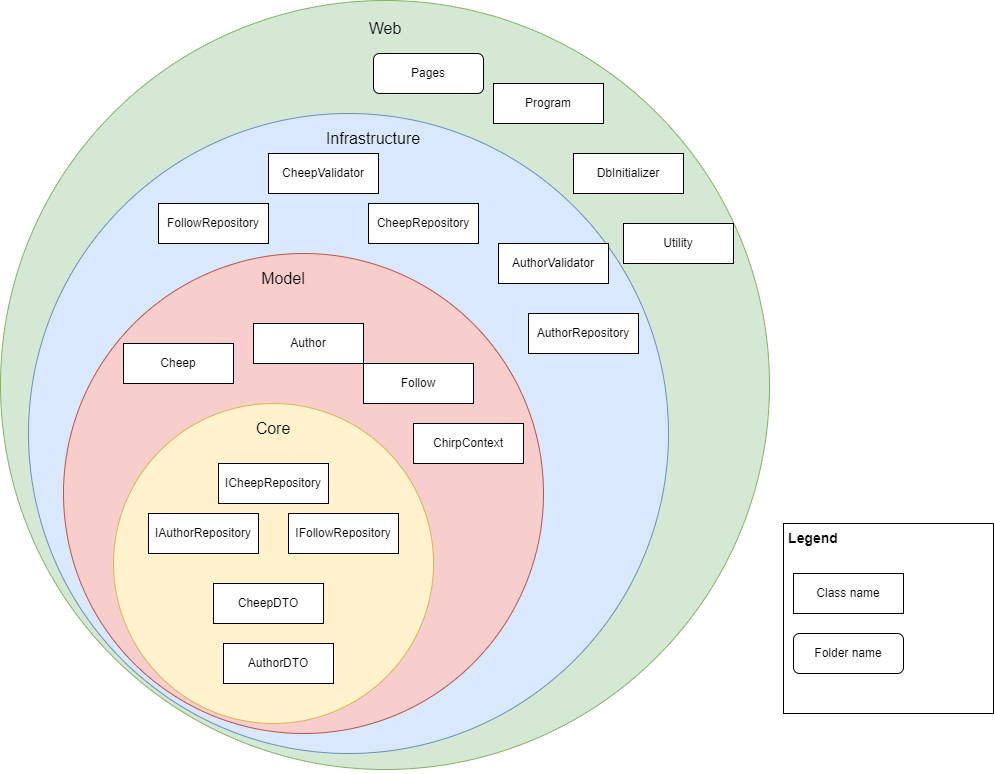 Web
Pages
Program
Infrastructure
CheepValidator
DbInitializer
FollowRepository
CheepRepository
Utility
AuthorValidator
Model
AuthorRepository
Author
Cheep
Follow
Core
ChirpContext
ICheepRepository
IAuthorRepository
IFollowRepository
CheepDTO
AuthorDTO
Legend
Class name
Folder name